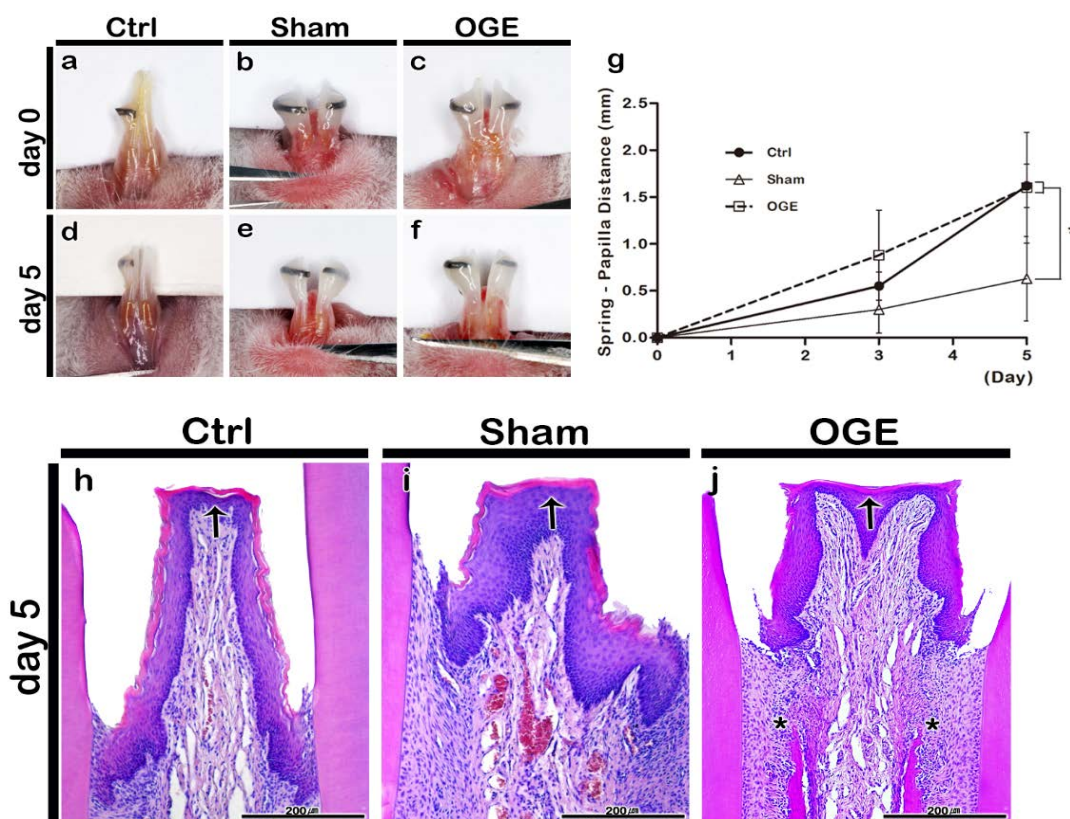 Ctrl Sham OGE
day 0
a b c
day 5
d e f
g
Spring - Papilla Distance (mm)
2.5
2.0
1.5
1.0
0.5
0.0
Ctrl
Sham
OGE
0 1 2 3 4 5
(Day)
Ctrl Sham OGE
day 5
h i j
* *
200㎛ 200㎛ 200㎛